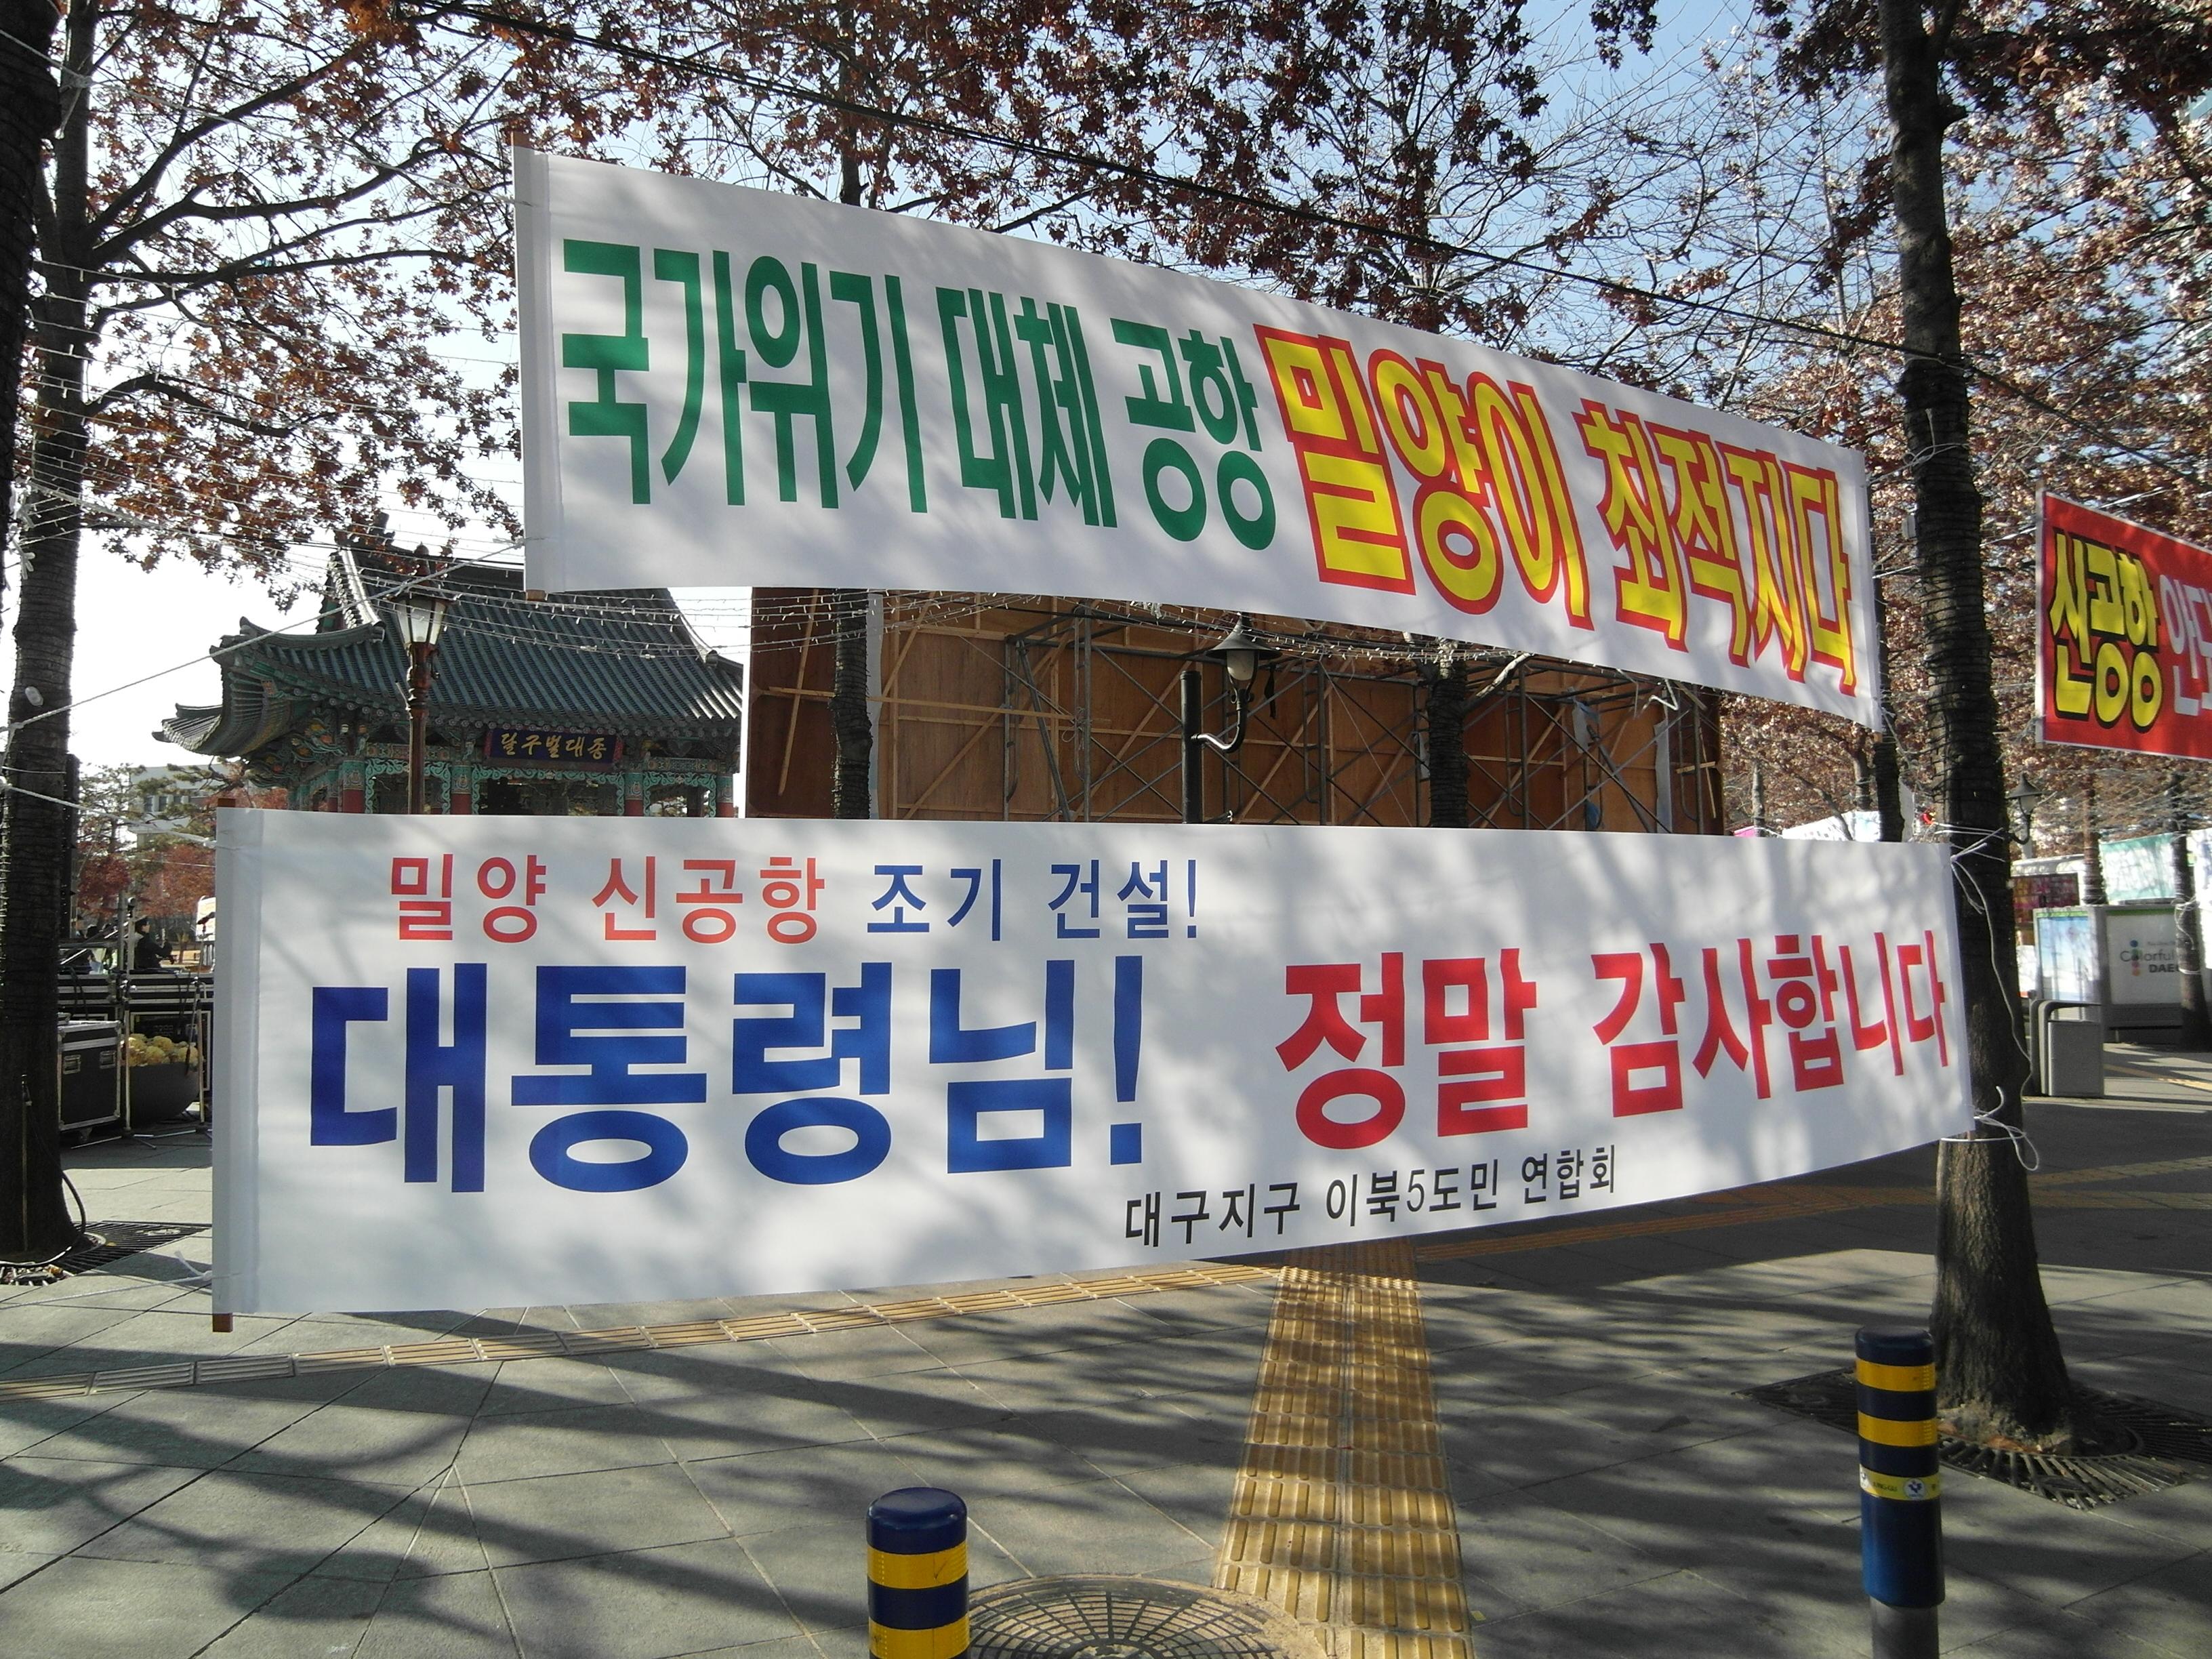 국가위기 대체 공항 밀양이 최적지다
신공항
달구벌대종
밀양 신공항 조기 건설!
대통령님! 정말 감사합니다
대구지구 이북5도민 연합회
Colorful